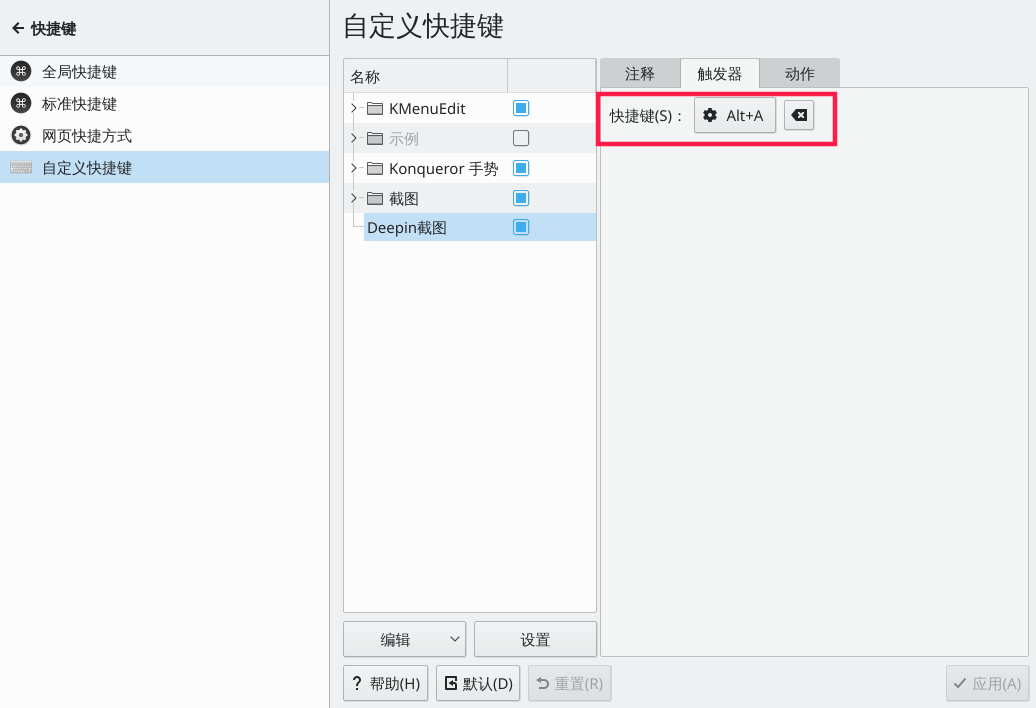 快捷键
全局快捷键
标准快捷键
网页快捷方式
自定义快捷键
自定义快捷键
名称
KMenuEdit
示例
Konqueror 手势
截图
Deepin截图
编辑
设置
注释 触发器 动作
快捷键(S)： Alt+A
? 帮助(H) 默认(D) 重置(R) 应用(A)